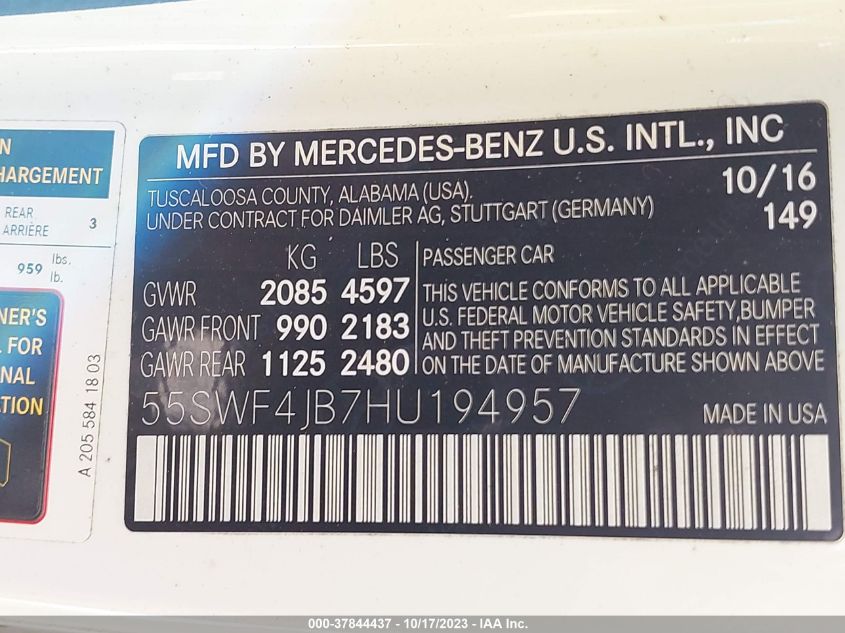 N
HARGEMENT
REAR
ARRIÈRE 3
959 lbs.
lb.
NER'S
L FOR
NAL
ATION
A 205 584 18 03
MFD BY MERCEDES-BENZ U.S. INTL., INC
TUSCALOOSA COUNTY, ALABAMA (USA). 10/16
UNDER CONTRACT FOR DAIMLER AG, STUTTGART (GERMANY) 149
KG LBS PASSENGER CAR
GVWR 2085 4597
GAWR FRONT 990 2183
GAWR REAR 1125 2480
THIS VEHICLE CONFORMS TO ALL APPLICABLE
U.S. FEDERAL MOTOR VEHICLE SAFETY,BUMPER
AND THEFT PREVENTION STANDARDS IN EFFECT
ON THE DATE OF MANUFACTURE SHOWN ABOVE
55SWF4JB7HU194957 MADE IN USA
000-37844437 - 10/17/2023 - IAA Inc.